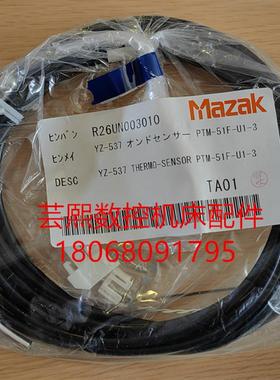 Mazak
ヒンバン R26UN003010
ヒンメイ YZ-537 オンドセンサー PTM-51F-U1-3
DESC YZ-537 THERMO-SENSOR PTM-51F-U1-3
TA01
芸熙数控机床配件
18068091795